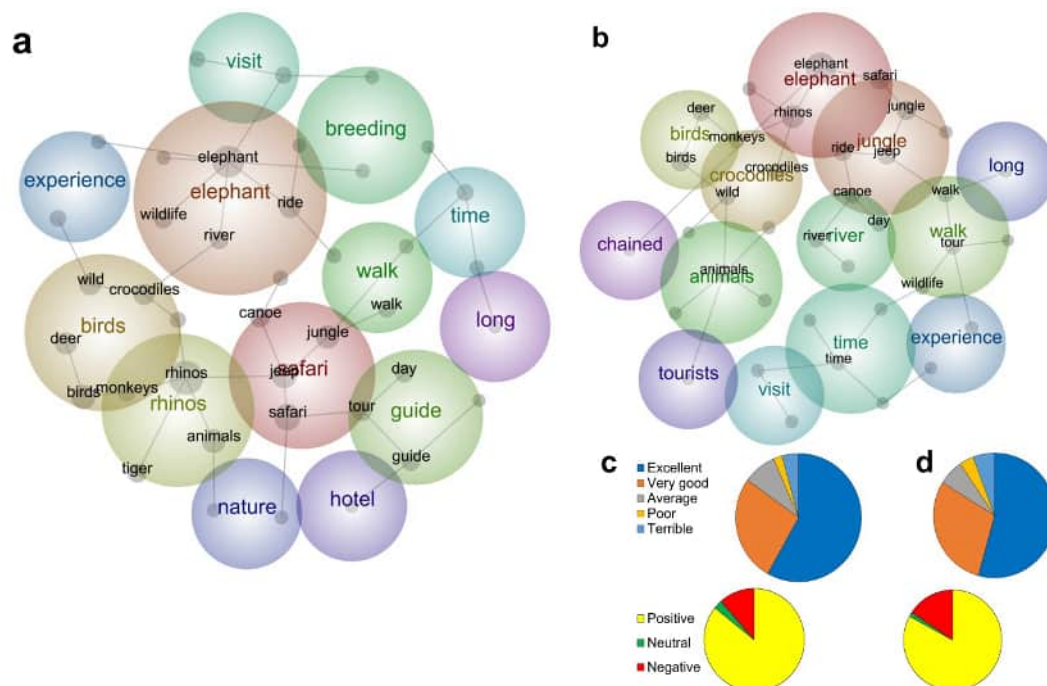 a
visit
breeding
experience
elephant
elephant
wildlife
ride
river
time
walk
walk
wild
crocodiles
birds
deer
birds
monkeys
rhinos
rhinos
animals
tiger
canoe
jungle
jeep
safari
safari
long
day
tour
guide
guide
nature
hotel
b
elephant
elephant
safari
rhinos
deer
birds
monkeys
birds
crocodiles
crocodiles
wild
jungle
jungle
ride
jeep
long
canoe
walk
day
walk
river
river
tour
chained
animals
animals
wildlife
time
time
experience
tourists
visit
c
Excellent
Very good
Average
Poor
Terrible
d
Positive
Neutral
Negative